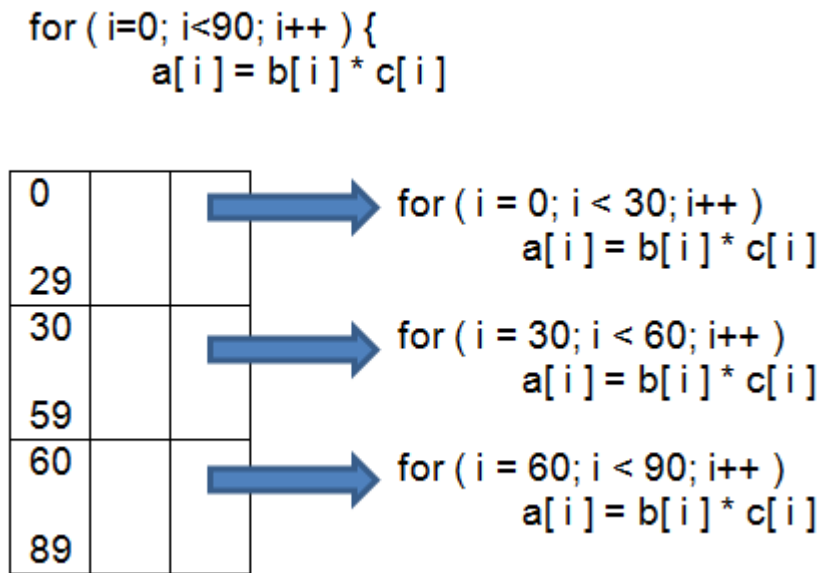 for ( i=0; i<90; i++ ) {
a[ i ] = b[ i ] * c[ i ]
0
for ( i = 0; i < 30; i++ )
a[ i ] = b[ i ] * c[ i ]
29
30
for ( i = 30; i < 60; i++ )
a[ i ] = b[ i ] * c[ i ]
59
60
for ( i = 60; i < 90; i++ )
a[ i ] = b[ i ] * c[ i ]
89